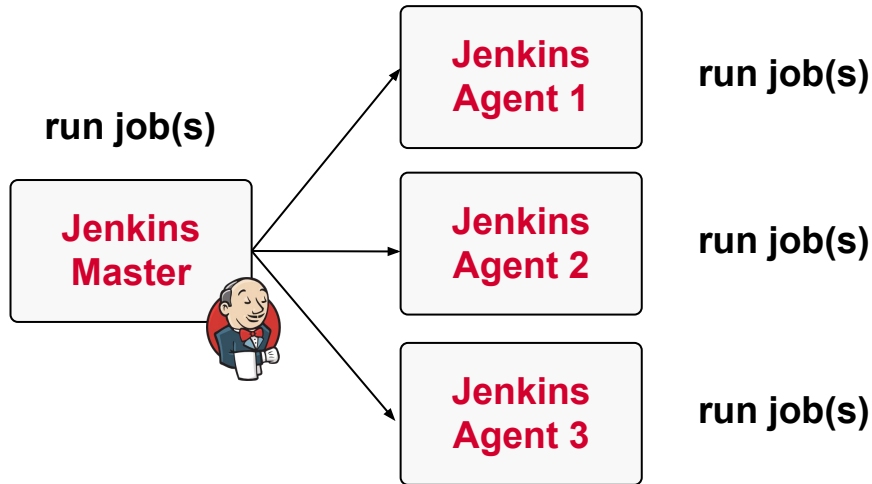 run job(s)
Jenkins
Master
Jenkins
Agent 1
run job(s)
Jenkins
Agent 2
run job(s)
Jenkins
Agent 3
run job(s)